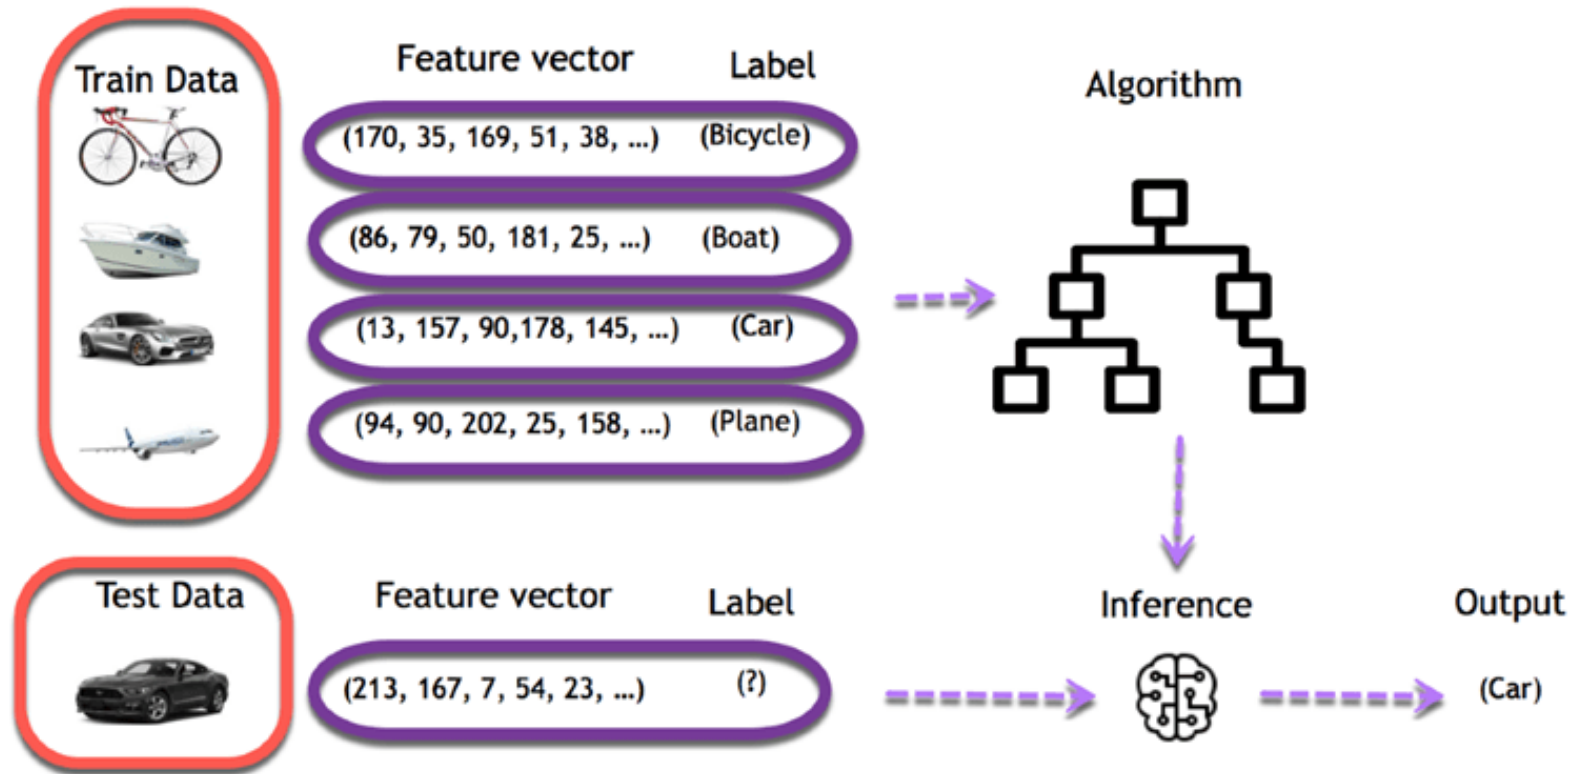 Train Data
Feature vector
Label
Algorithm
(170, 35, 169, 51, 38, ...)
(Bicycle)
(86, 79, 50, 181, 25, ...)
(Boat)
(13, 157, 90,178, 145, ...)
(Car)
(94, 90, 202, 25, 158, ...)
(Plane)
Test Data
Feature vector
Label
Inference
Output
(213, 167, 7, 54, 23, ...)
(?)
(Car)